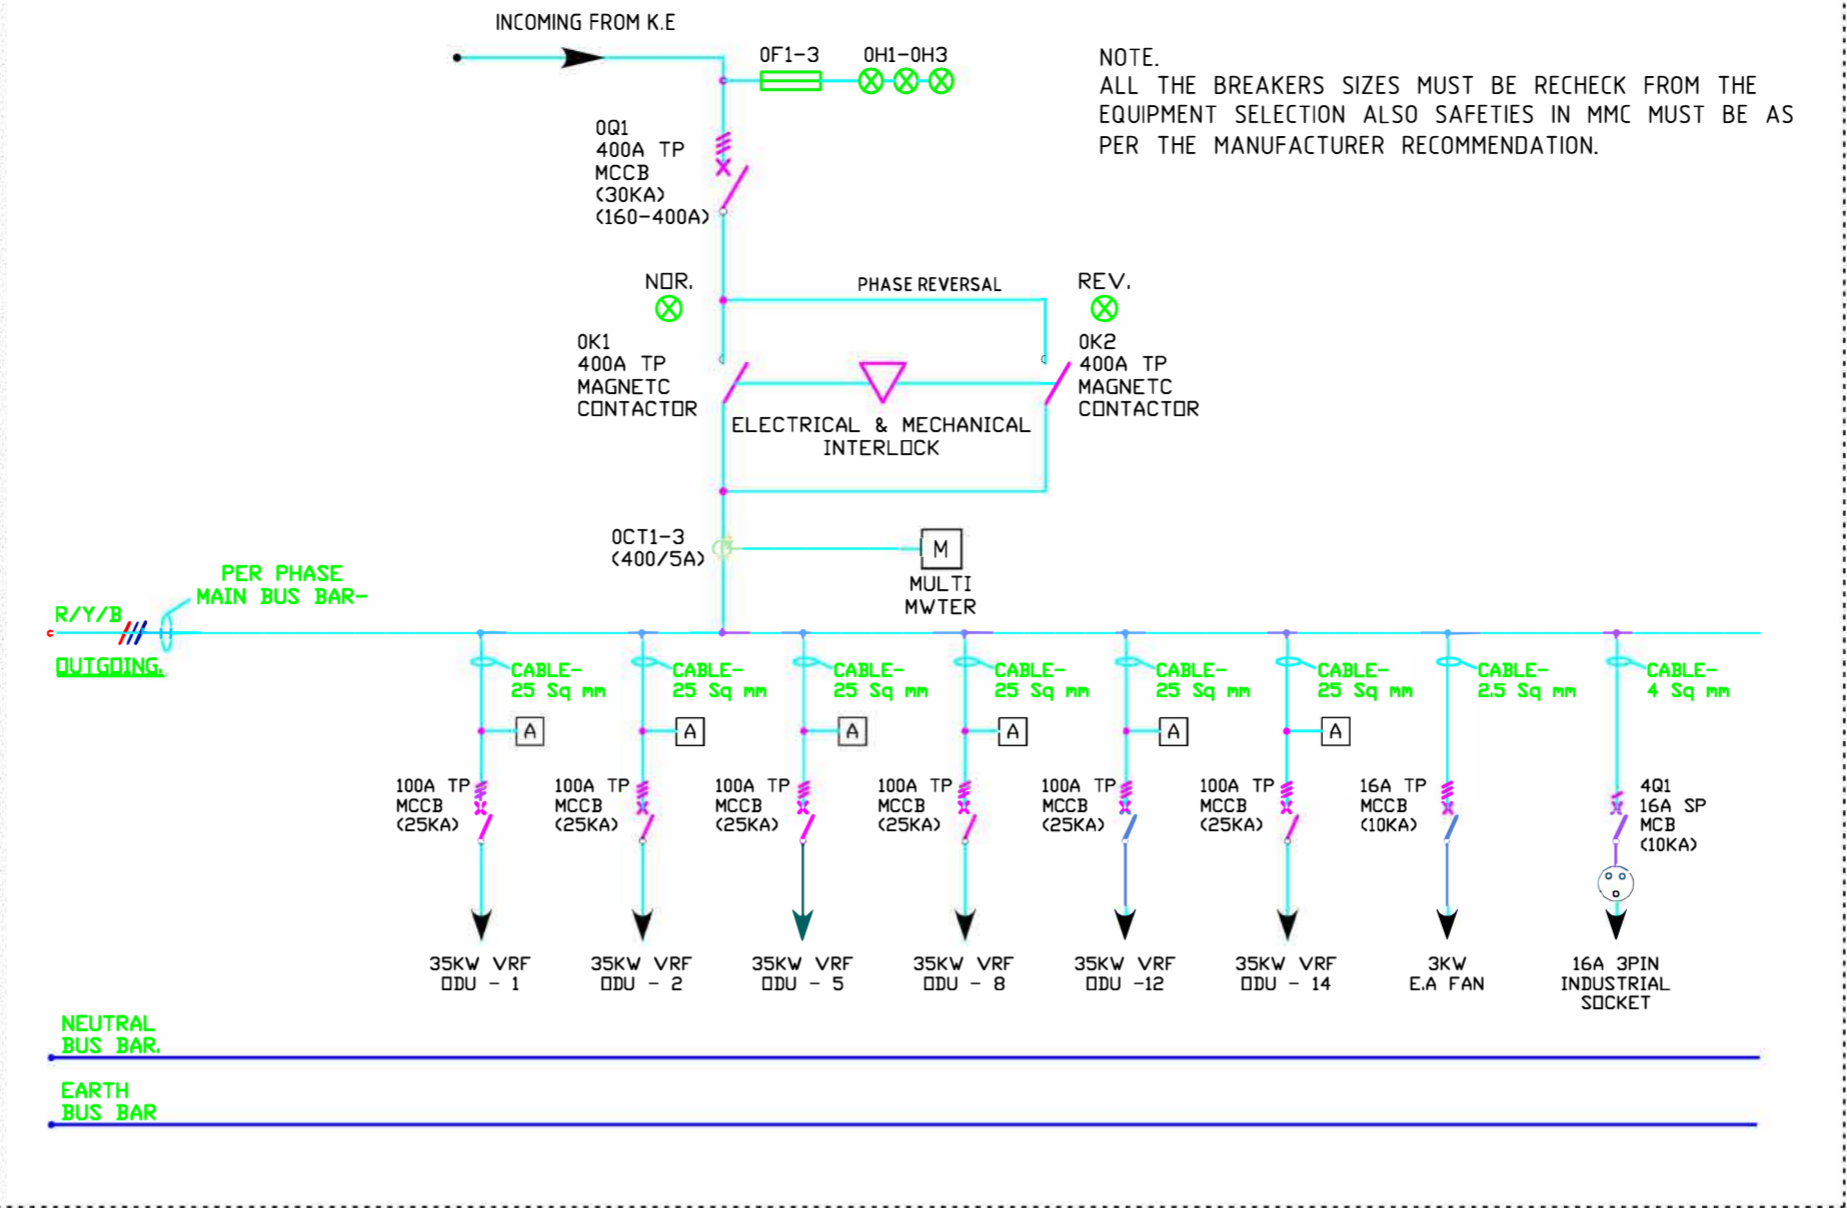 INCOMING FROM K.E
0F1-3
0H1-0H3
NOTE.
ALL THE BREAKERS SIZES MUST BE RECHECK FROM THE
EQUIPMENT SELECTION ALSO SAFETIES IN MMC MUST BE AS
PER THE MANUFACTURER RECOMMENDATION.
0Q1
400A TP
MCCB
(30KA)
(160-400A)
NOR.
PHASE REVERSAL
REV.
0K1
400A TP
MAGNETC
CONTACTOR
0K2
400A TP
MAGNETC
CONTACTOR
ELECTRICAL & MECHANICAL
INTERLOCK
0CT1-3
(400/5A)
M
MULTI
MWTER
PER PHASE
MAIN BUS BAR-
R/Y/B
OUTGOING.
CABLE-
25 Sq mm
CABLE-
25 Sq mm
CABLE-
25 Sq mm
CABLE-
25 Sq mm
CABLE-
25 Sq mm
CABLE-
25 Sq mm
CABLE-
2.5 Sq mm
CABLE-
4 Sq mm
A
A
A
A
A
A
100A TP
MCCB
(25KA)
100A TP
MCCB
(25KA)
100A TP
MCCB
(25KA)
100A TP
MCCB
(25KA)
100A TP
MCCB
(25KA)
100A TP
MCCB
(25KA)
16A TP
MCCB
(10KA)
4Q1
16A SP
MCB
(10KA)
35KW VRF
ODU - 1
35KW VRF
ODU - 2
35KW VRF
ODU - 5
35KW VRF
ODU - 8
35KW VRF
ODU -12
35KW VRF
ODU - 14
3KW
E.A FAN
16A 3PIN
INDUSTRIAL
SOCKET
NEUTRAL
BUS BAR.
EARTH
BUS BAR